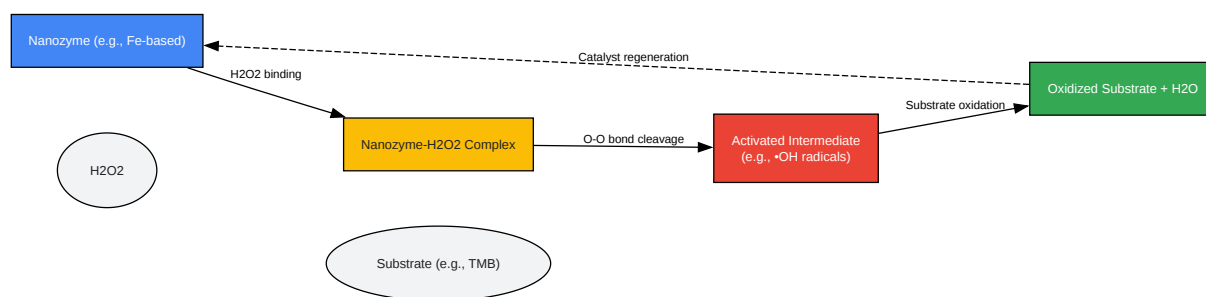 Nanozyme (e.g., Fe-based)
Catalyst regeneration
H2O2 binding
Oxidized Substrate + H2O
Substrate oxidation
Nanozyme-H2O2 Complex
O-O bond cleavage
Activated Intermediate
(e.g., •OH radicals)
H2O2
Substrate (e.g., TMB)